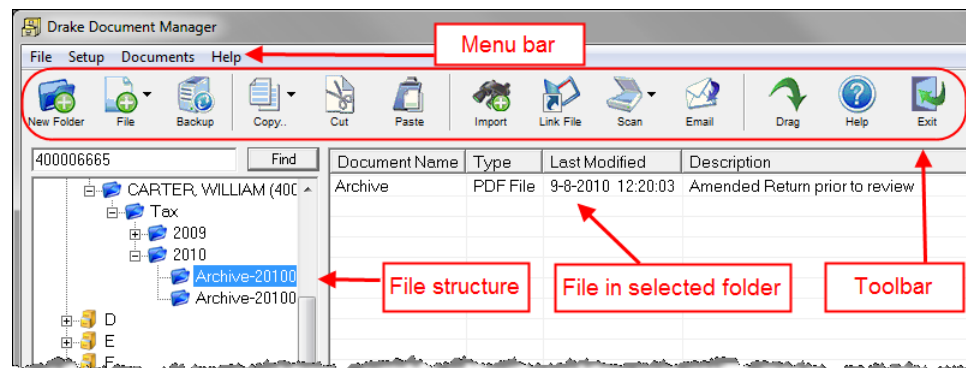 Drake Document Manager
Menu bar
File Setup Documents Help
New Folder File Backup Copy.. Cut Paste Import Link File Scan Email Drag Help Exit
400006665 Find
Document Name Type Last Modified Description
CARTER, WILLIAM (400
Archive PDF File 9-8-2010 12:20:03 Amended Return prior to review
Tax
2009
2010
Archive-20100
File structure
File in selected folder
Toolbar
Archive-20100
D
E
F